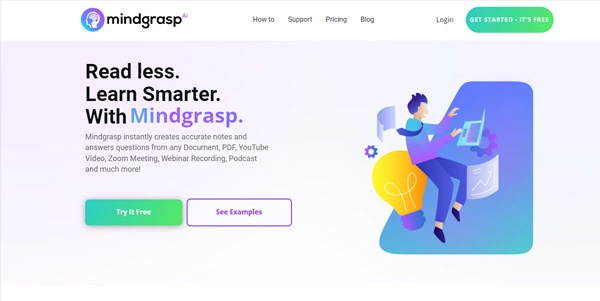 mindgrasp AI
How to Support Pricing Blog Login GET STARTED - IT'S FREE
Read less.
Learn Smarter.
With Mindgrasp.
Mindgrasp instantly creates accurate notes and
answers questions from any Document, PDF, YouTube
Video, Zoom Meeting, Webinar Recording, Podcast
and much more!
Try It Free See Examples